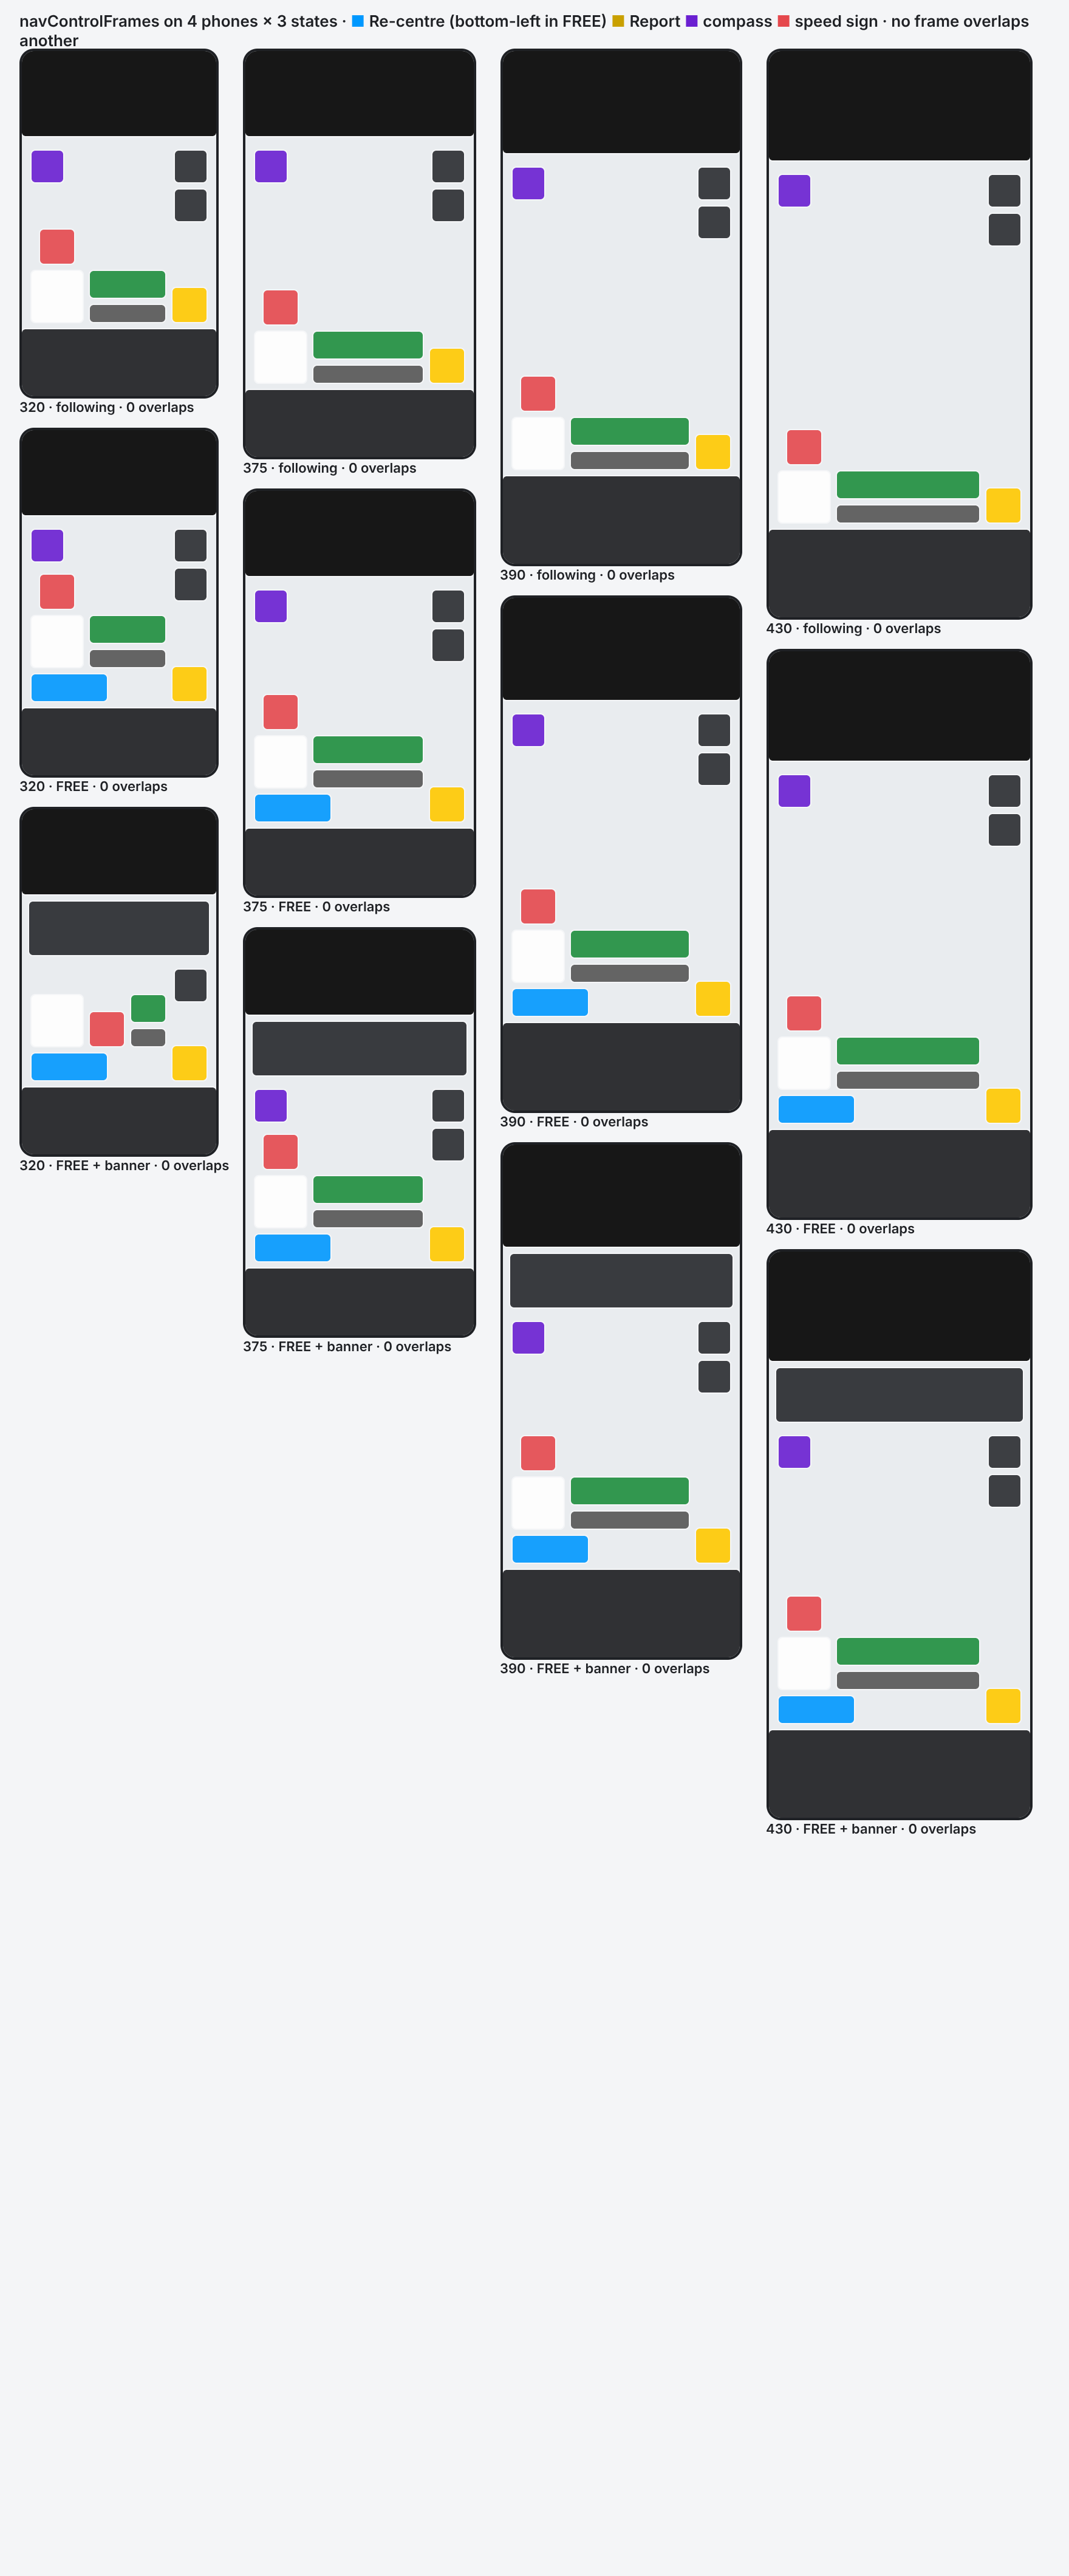 navControlFrames on 4 phones × 3 states · Re-centre (bottom-left in FREE) Report compass speed sign · no frame overlaps
another
320 · following · 0 overlaps
375 · following · 0 overlaps
390 · following · 0 overlaps
430 · following · 0 overlaps
320 · FREE · 0 overlaps
375 · FREE · 0 overlaps
390 · FREE · 0 overlaps
430 · FREE · 0 overlaps
320 · FREE + banner · 0 overlaps
375 · FREE + banner · 0 overlaps
390 · FREE + banner · 0 overlaps
430 · FREE + banner · 0 overlaps